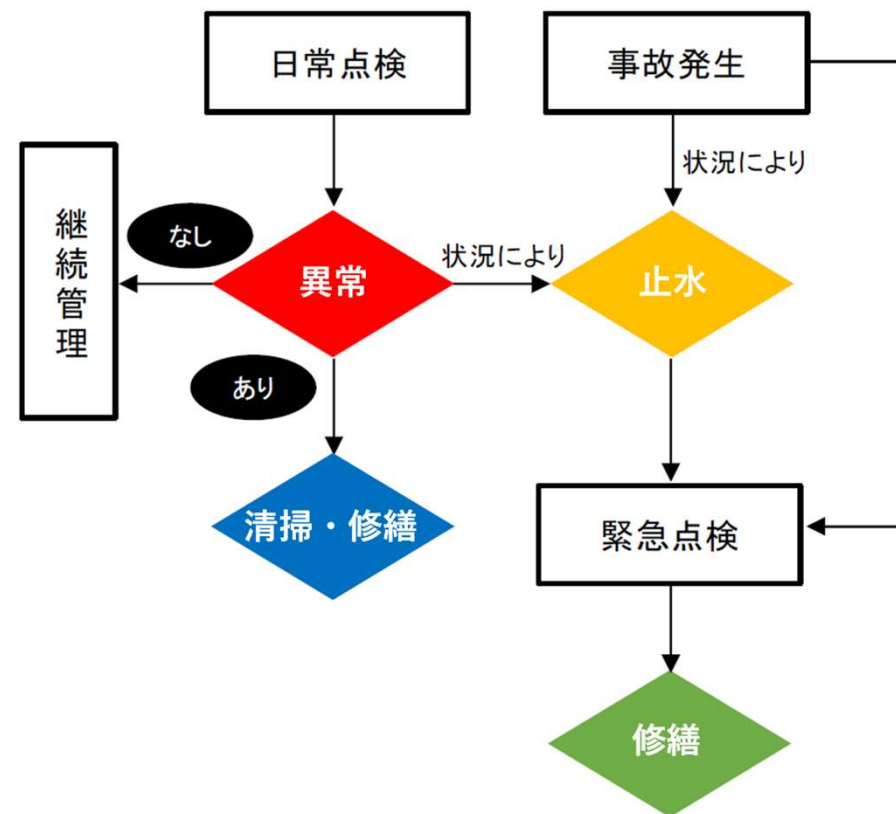 日常点検
事故発生
状況により
継続管理
なし
異常
状況により
止水
あり
清掃・修繕
緊急点検
修繕